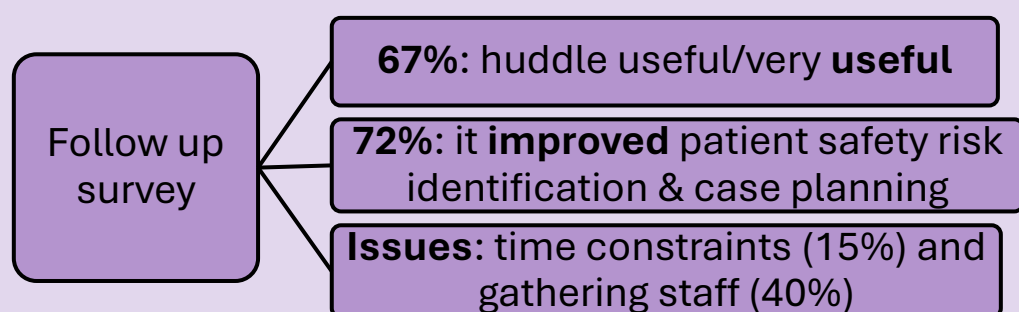 Follow up
survey
67%: huddle useful/very useful
72%: it improved patient safety risk
identification & case planning
Issues: time constraints (15%) and
gathering staff (40%)